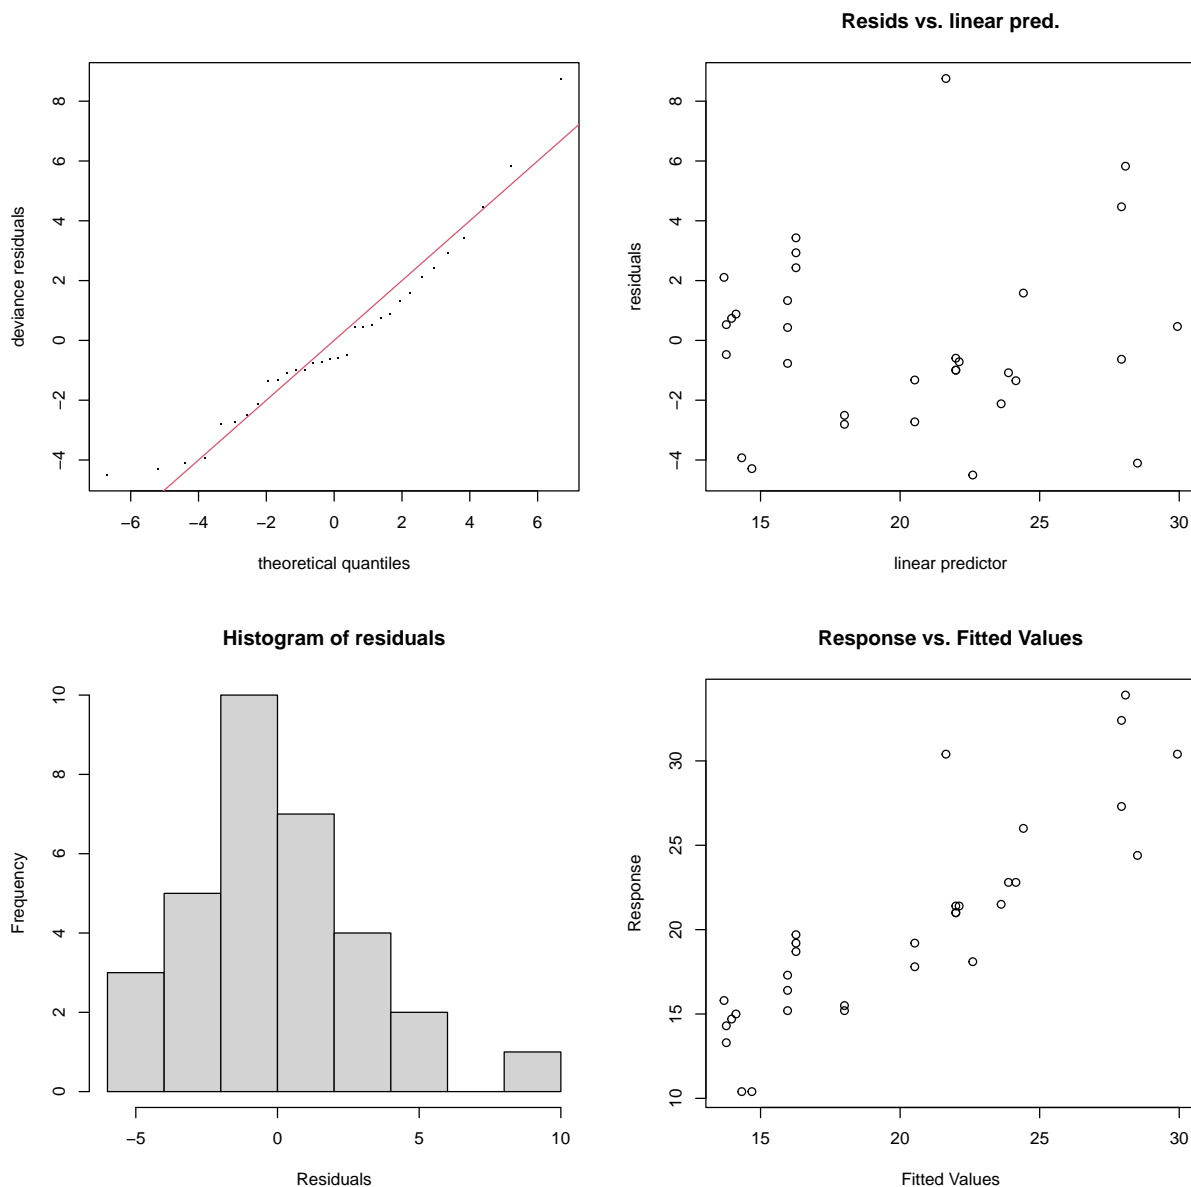 8
6
4
2
0
−2
−4
deviance residuals
−6 −4 −2 0 2 4 6
theoretical quantiles
Resids vs. linear pred.
8
6
4
2
0
−2
−4
residuals
15 20 25 30
linear predictor
Histogram of residuals
10
8
6
4
2
0
Frequency
−5 0 5 10
Residuals
Response vs. Fitted Values
30
25
20
15
10
Response
15 20 25 30
Fitted Values